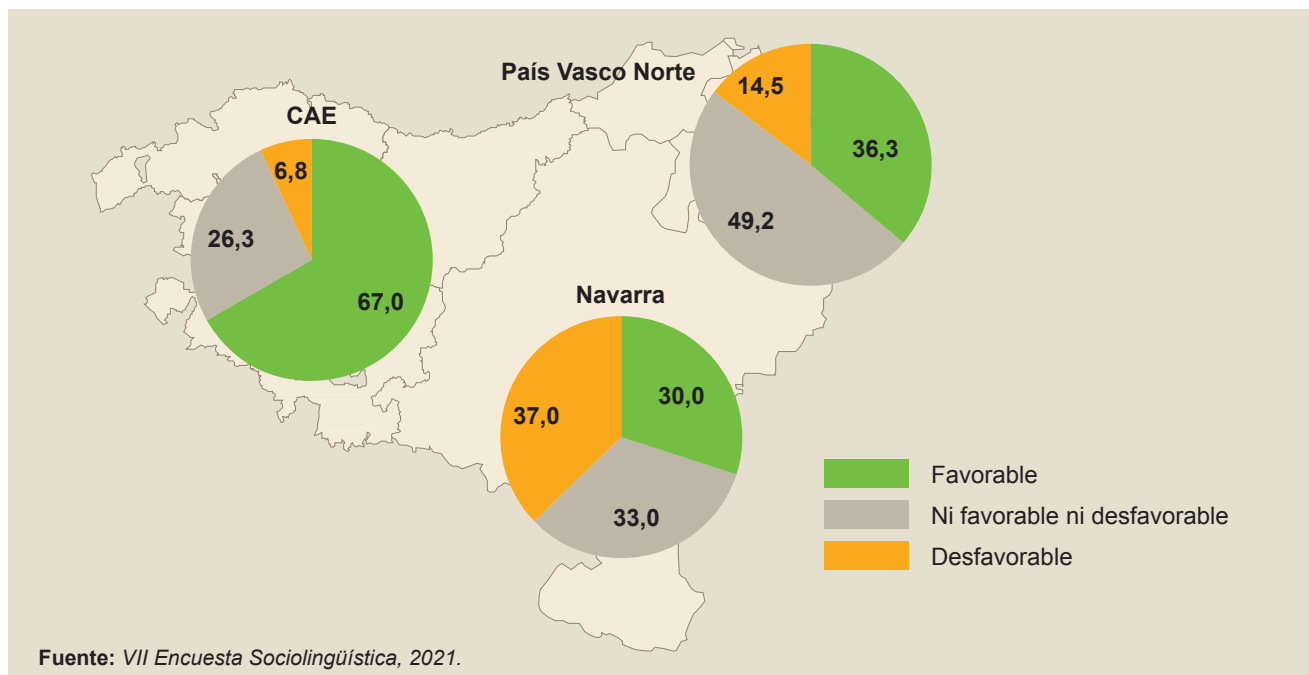 País Vasco Norte
14,5
36,3
49,2
CAE
6,8
26,3
67,0
Navarra
37,0
30,0
33,0
Favorable
Ni favorable ni desfavorable
Desfavorable
Fuente: VII Encuesta Sociolingüística, 2021.